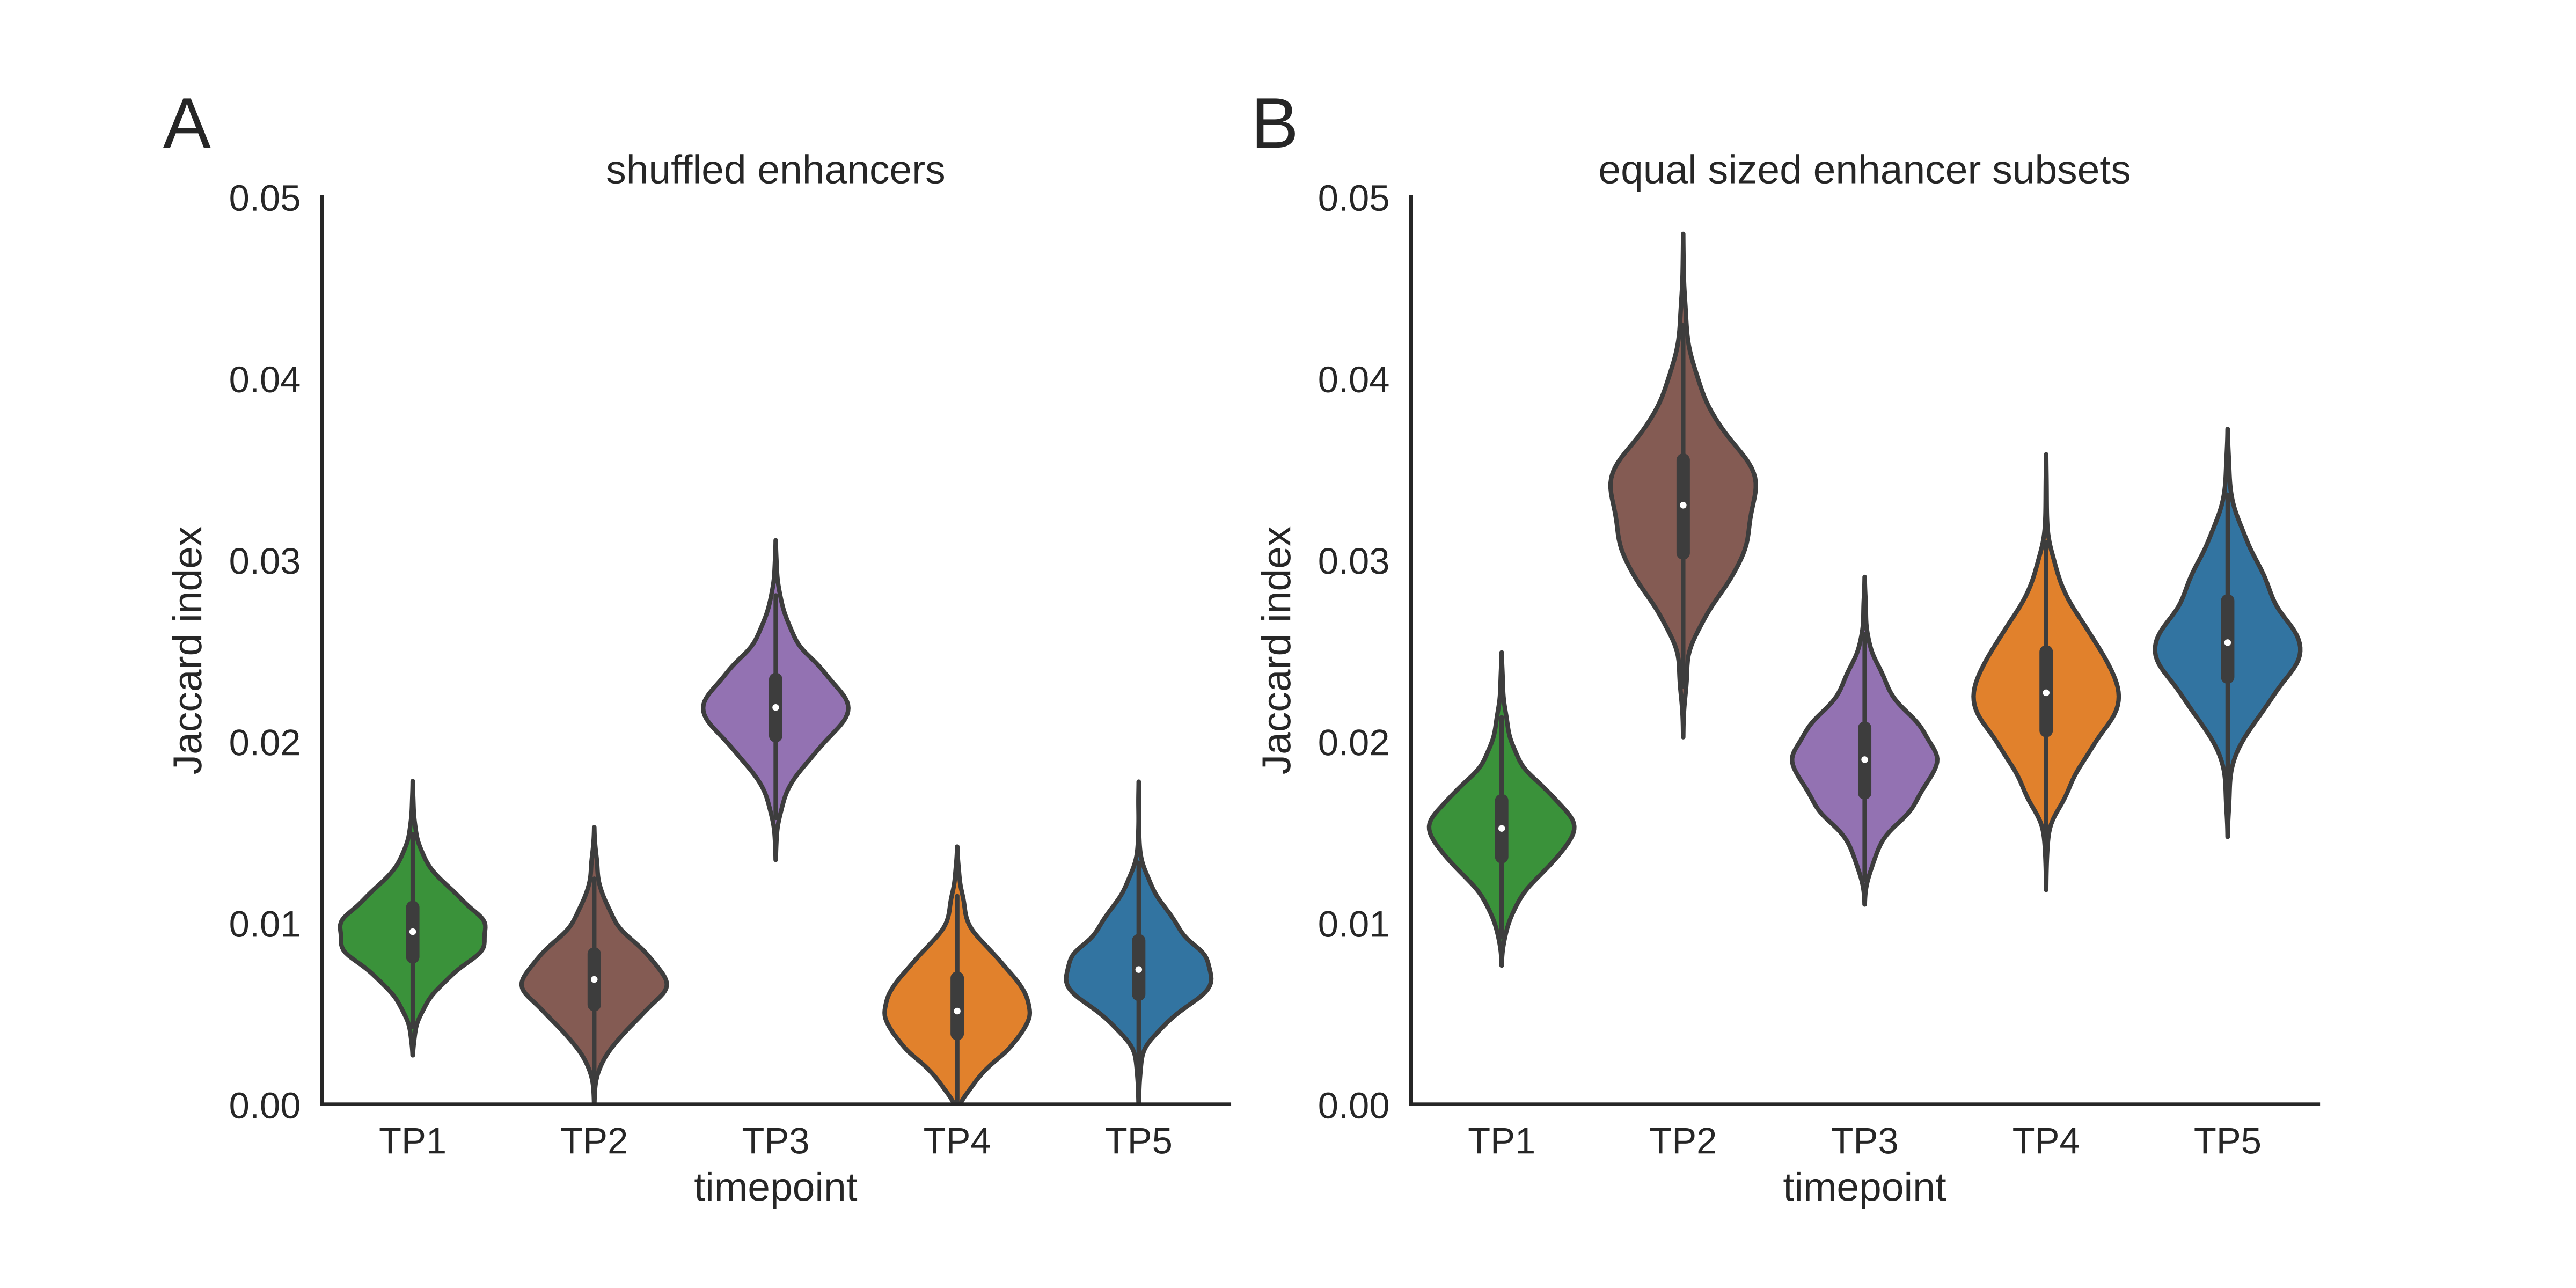 A
shuffled enhancers
0.05
0.04
0.03
0.02
0.01
0.00
Jaccard index
TP1 TP2 TP3 TP4 TP5
timepoint
B
equal sized enhancer subsets
0.05
0.04
0.03
0.02
0.01
0.00
Jaccard index
TP1 TP2 TP3 TP4 TP5
timepoint